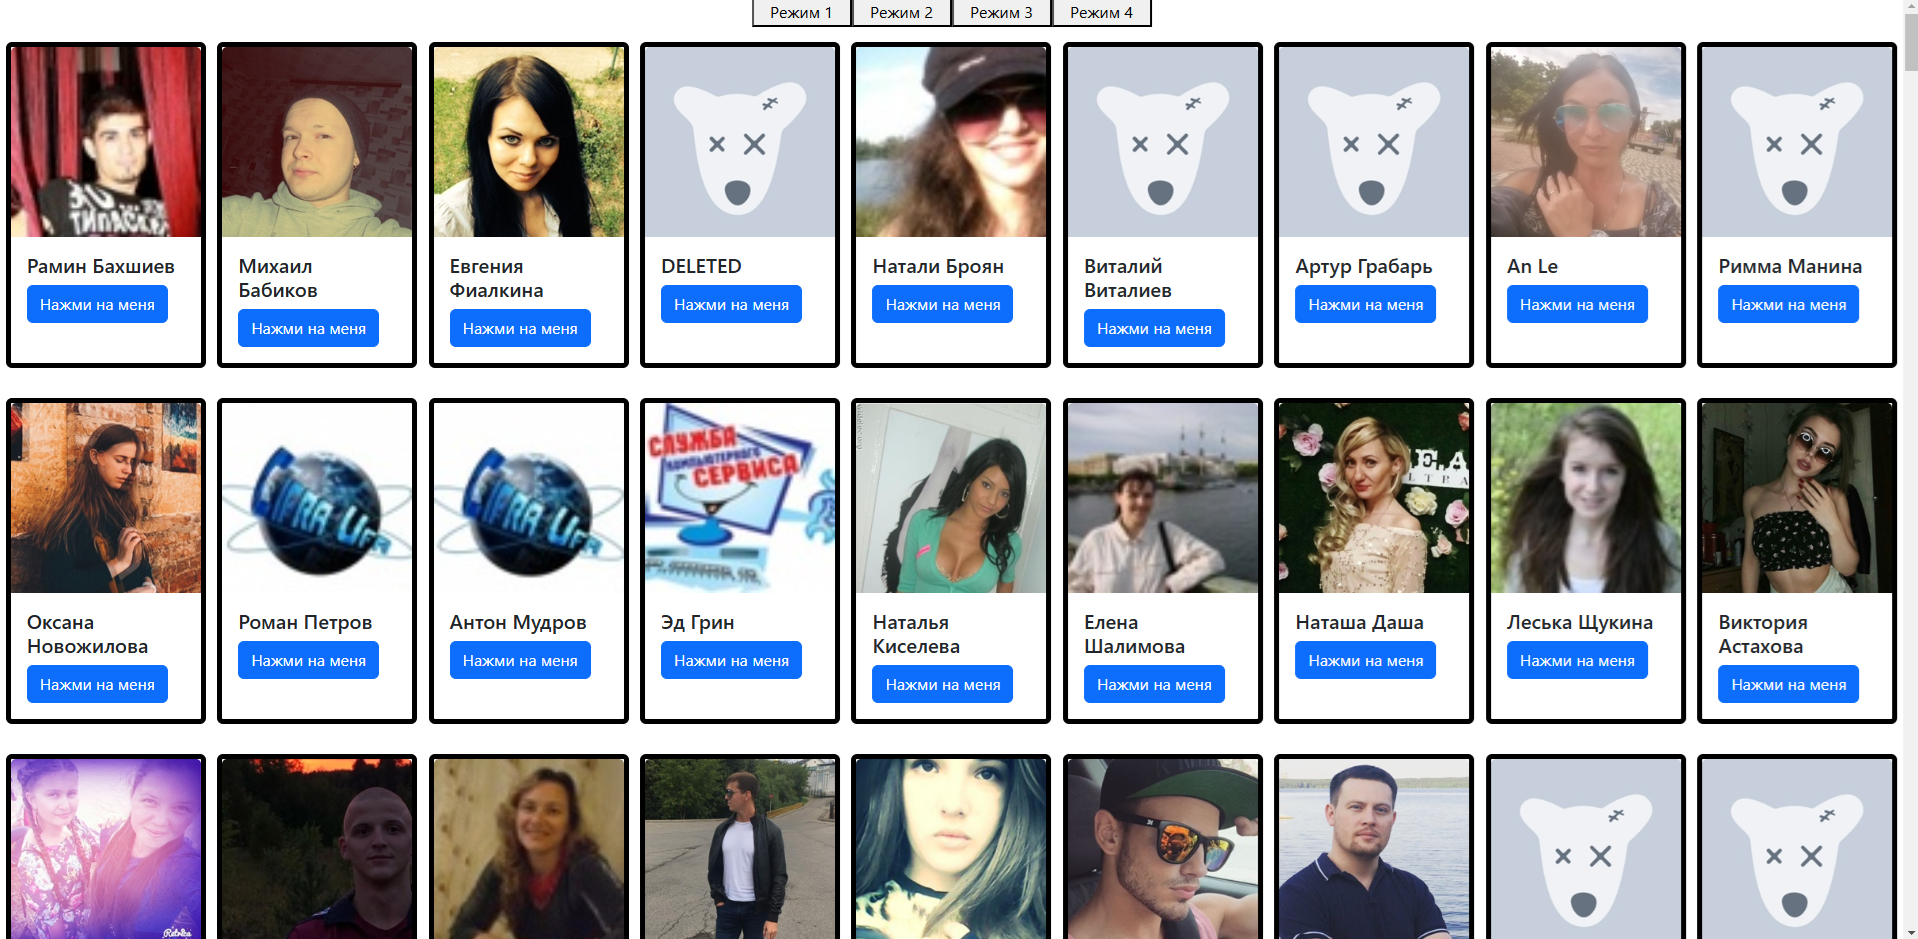 Режим 1
Режим 2
Режим 3
Режим 4
Рамин Бахшиев
Нажми на меня
Михаил
Бабиков
Нажми на меня
Евгения
Фиалкина
Нажми на меня
DELETED
Нажми на меня
Натали Броян
Нажми на меня
Виталий
Виталиев
Нажми на меня
Артур Грабарь
Нажми на меня
An Le
Нажми на меня
Римма Манина
Нажми на меня
Оксана
Новожилова
Нажми на меня
Роман Петров
Нажми на меня
Антон Мудров
Нажми на меня
СЛУЖБА
КОМПЬЮТЕРНОГО
СЕРВИСА
Эд Грин
Нажми на меня
Наталья
Киселева
Нажми на меня
Елена
Шалимова
Нажми на меня
Наташа Даша
Нажми на меня
Леська Щукина
Нажми на меня
Виктория
Астахова
Нажми на меня
Retrica